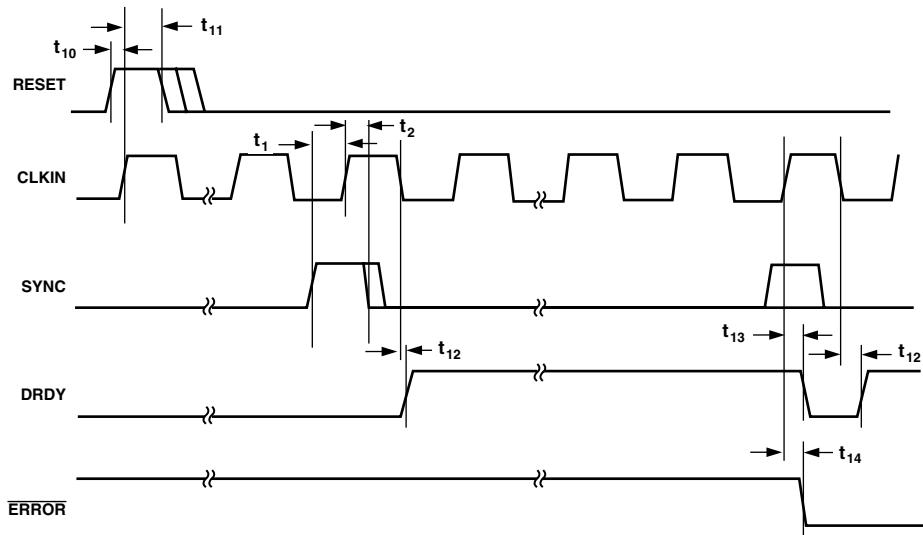 t11
t10
RESET
t1
t2
CLKIN
SYNC
t13
t12
t12
DRDY
t14
ERROR